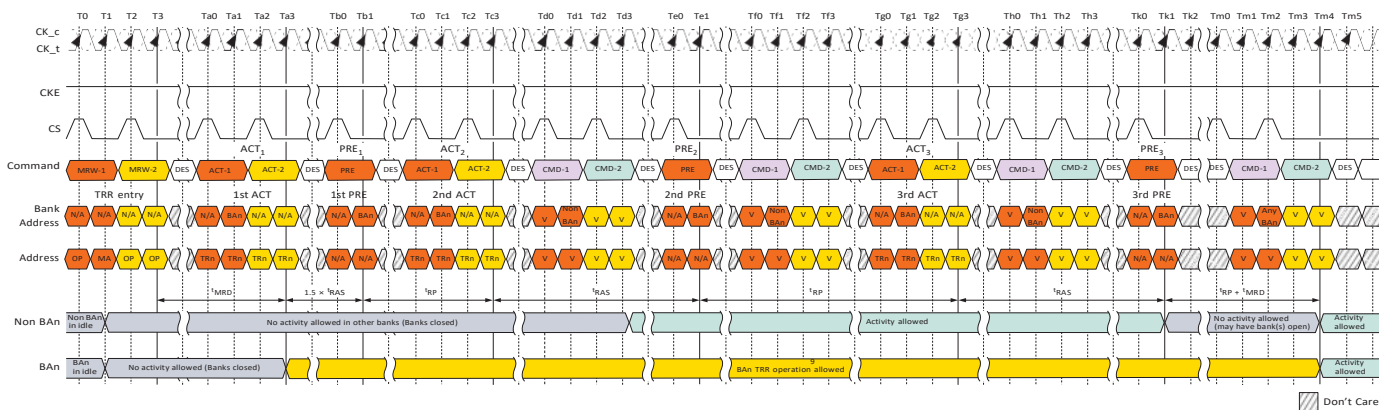 T0 T1 T2 T3 Ta0 Ta1 Ta2 Ta3 Tb0 Tb1 Tc0 Tc1 Tc2 Tc3 Td0 Td1 Td2 Td3 Te0 Te1 Tf0 Tf1 Tf2 Tf3 Tg0 Tg1 Tg2 Tg3 Th0 Th1 Th2 Th3 Tk0 Tk1 Tk2 Tm0 Tm1 Tm2 Tm3 Tm4 Tm5
CK_c
CK_t
CKE
CS
ACT1 PRE1 ACT2 PRE2 ACT3 PRE3
Command MRW-1 MRW-2 DES ACT-1 ACT-2 DES PRE DES ACT-1 ACT-2 DES CMD-1 CMD-2 DES PRE DES CMD-1 CMD-2 DES ACT-1 ACT-2 DES CMD-1 CMD-2 DES PRE DES DES CMD-1 CMD-2 DES
TRR entry 1st ACT 1st PRE 2nd ACT 2nd PRE 3rd ACT 3rd PRE
Bank Address N/A N/A N/A N/A N/A BAn N/A N/A N/A BAn N/A BAn N/A N/A V Non BAn V V N/A BAn V Non BAn V V N/A BAn N/A N/A V Non BAn V V N/A BAn V Any BAn V V
Address OP MA OP OP TRn TRn TRn TRn N/A N/A TRn TRn TRn TRn V V V V N/A N/A V V V V TRn TRn TRn TRn V V V V N/A N/A V V V V
tMRD 1.5 × tRAS tRP tRAS tRP tRAS tRP + tMRD
Non BAn Non BAn in idle No activity allowed in other banks (Banks closed) Activity allowed No activity allowed (may have bank(s) open) Activity allowed
9
BAn BAn in idle No activity allowed (Banks closed) BAn TRR operation allowed Activity allowed
Don't Care